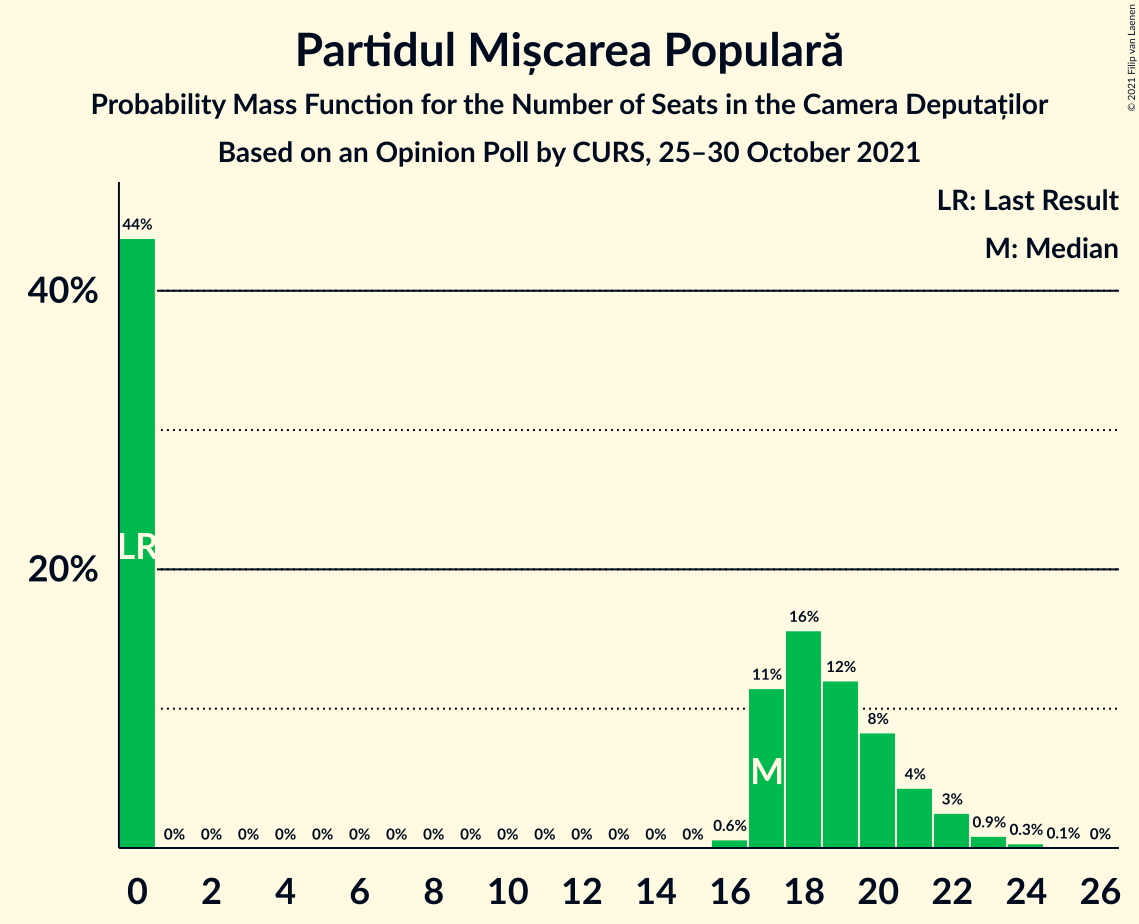 Partidul Mișcarea Populară
Probability Mass Function for the Number of Seats in the Camera Deputaților
Based on an Opinion Poll by CURS, 25–30 October 2021
© 2021 Filip van Laenen
LR: Last Result
M: Median
44%
40%
LR
20%
16%
11%
12%
8%
M
4%
3%
0% 0% 0% 0% 0% 0% 0% 0% 0% 0% 0% 0% 0% 0% 0% 0.6% 0.9% 0.3% 0.1% 0%
0 2 4 6 8 10 12 14 16 18 20 22 24 26